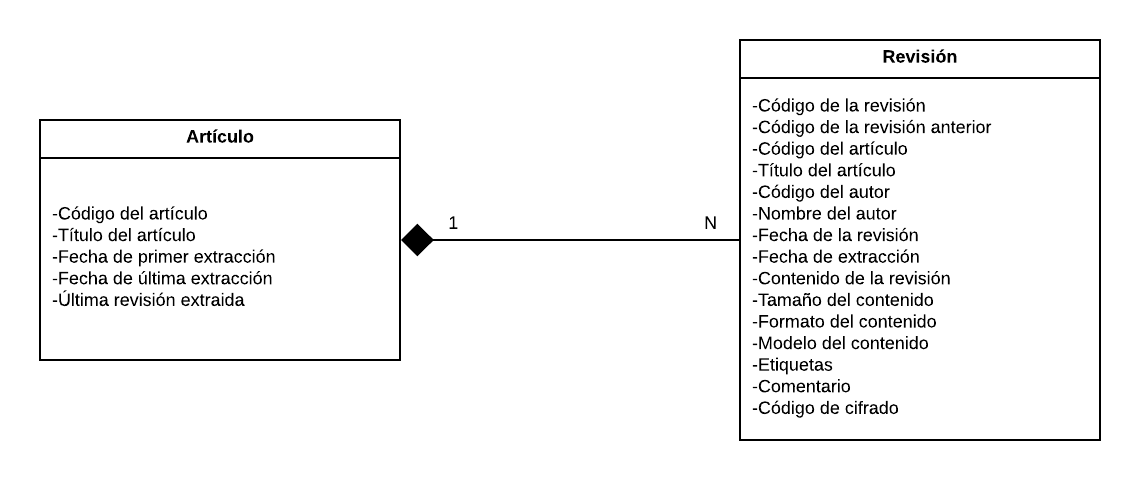 Artículo
-Código del artículo
-Título del artículo
-Fecha de primer extracción
-Fecha de última extracción
-Última revisión extraida
1
N
Revisión
-Código de la revisión
-Código de la revisión anterior
-Código del artículo
-Título del artículo
-Código del autor
-Nombre del autor
-Fecha de la revisión
-Fecha de extracción
-Contenido de la revisión
-Tamaño del contenido
-Formato del contenido
-Modelo del contenido
-Etiquetas
-Comentario
-Código de cifrado